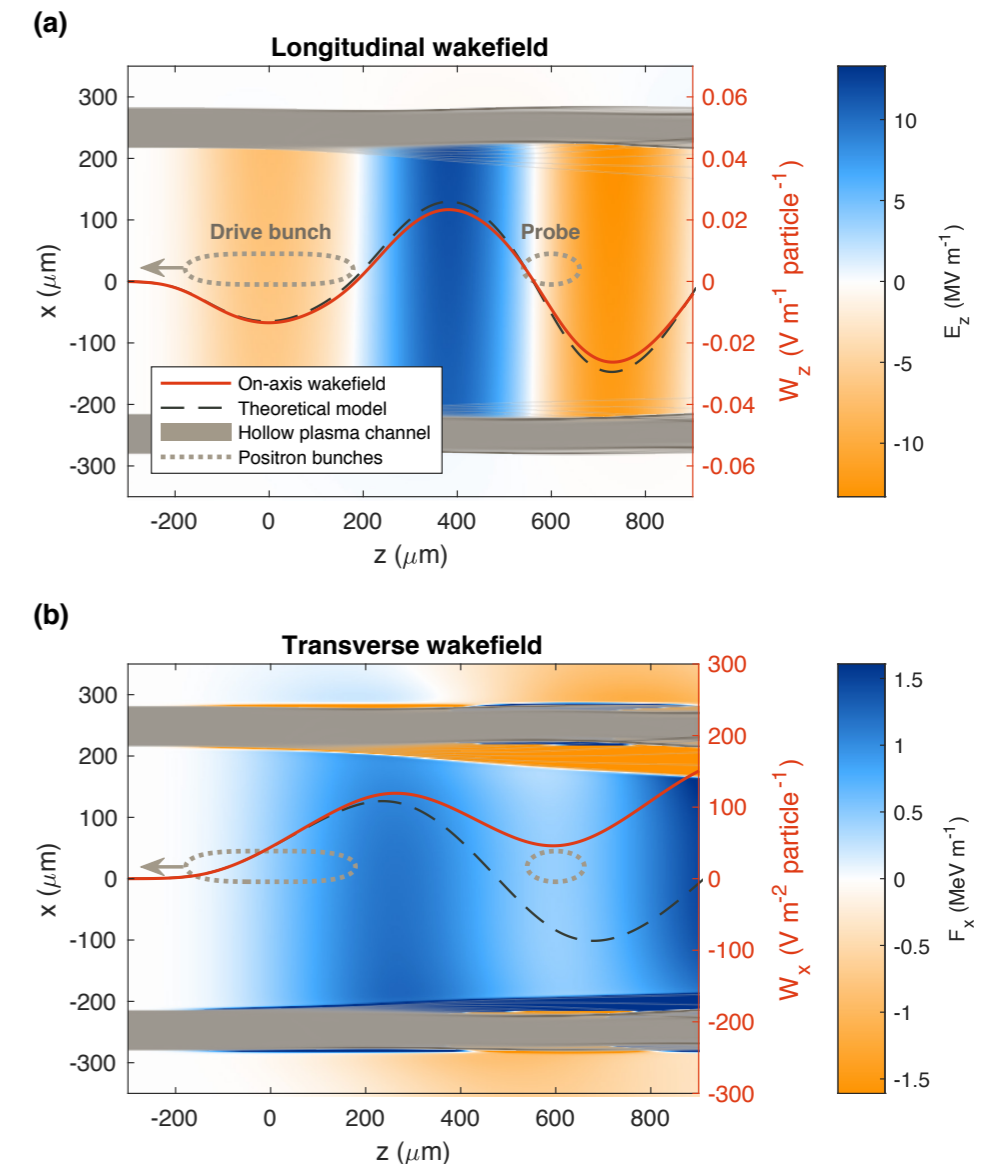 (a)
Longitudinal wakefield
300
200
100
0
-100
-200
-300
x (μm)
Drive bunch
Probe
On-axis wakefield
Theoretical model
Hollow plasma channel
Positron bunches
-200 0 200 400 600 800
z (μm)
0.06
0.04
0.02
0
-0.02
-0.04
-0.06
W_z (V m^-1 particle^-1)
10
5
0
-5
-10
E_z (MV m^-1)
(b)
Transverse wakefield
300
200
100
0
-100
-200
-300
x (μm)
-200 0 200 400 600 800
z (μm)
300
200
100
0
-100
-200
-300
W_x (V m^-2 particle^-1)
1.5
1
0.5
0
-0.5
-1
-1.5
F_x (MeV m^-1)